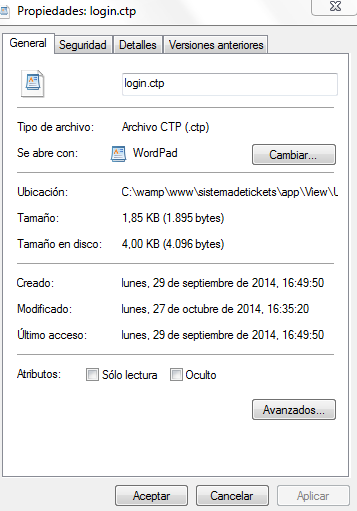 Propiedades: login.ctp
General Seguridad Detalles Versiones anteriores
login.ctp
Tipo de archivo: Archivo CTP (.ctp)
Se abre con: WordPad Cambiar...
Ubicación: C:\wamp\www\sistemadetickets\app\View\U
Tamaño: 1,85 KB (1.895 bytes)
Tamaño en disco: 4,00 KB (4.096 bytes)
Creado: lunes, 29 de septiembre de 2014, 16:49:50
Modificado: lunes, 27 de octubre de 2014, 16:35:20
Último acceso: lunes, 29 de septiembre de 2014, 16:49:50
Atributos: Sólo lectura Oculto
Avanzados...
Aceptar Cancelar Aplicar